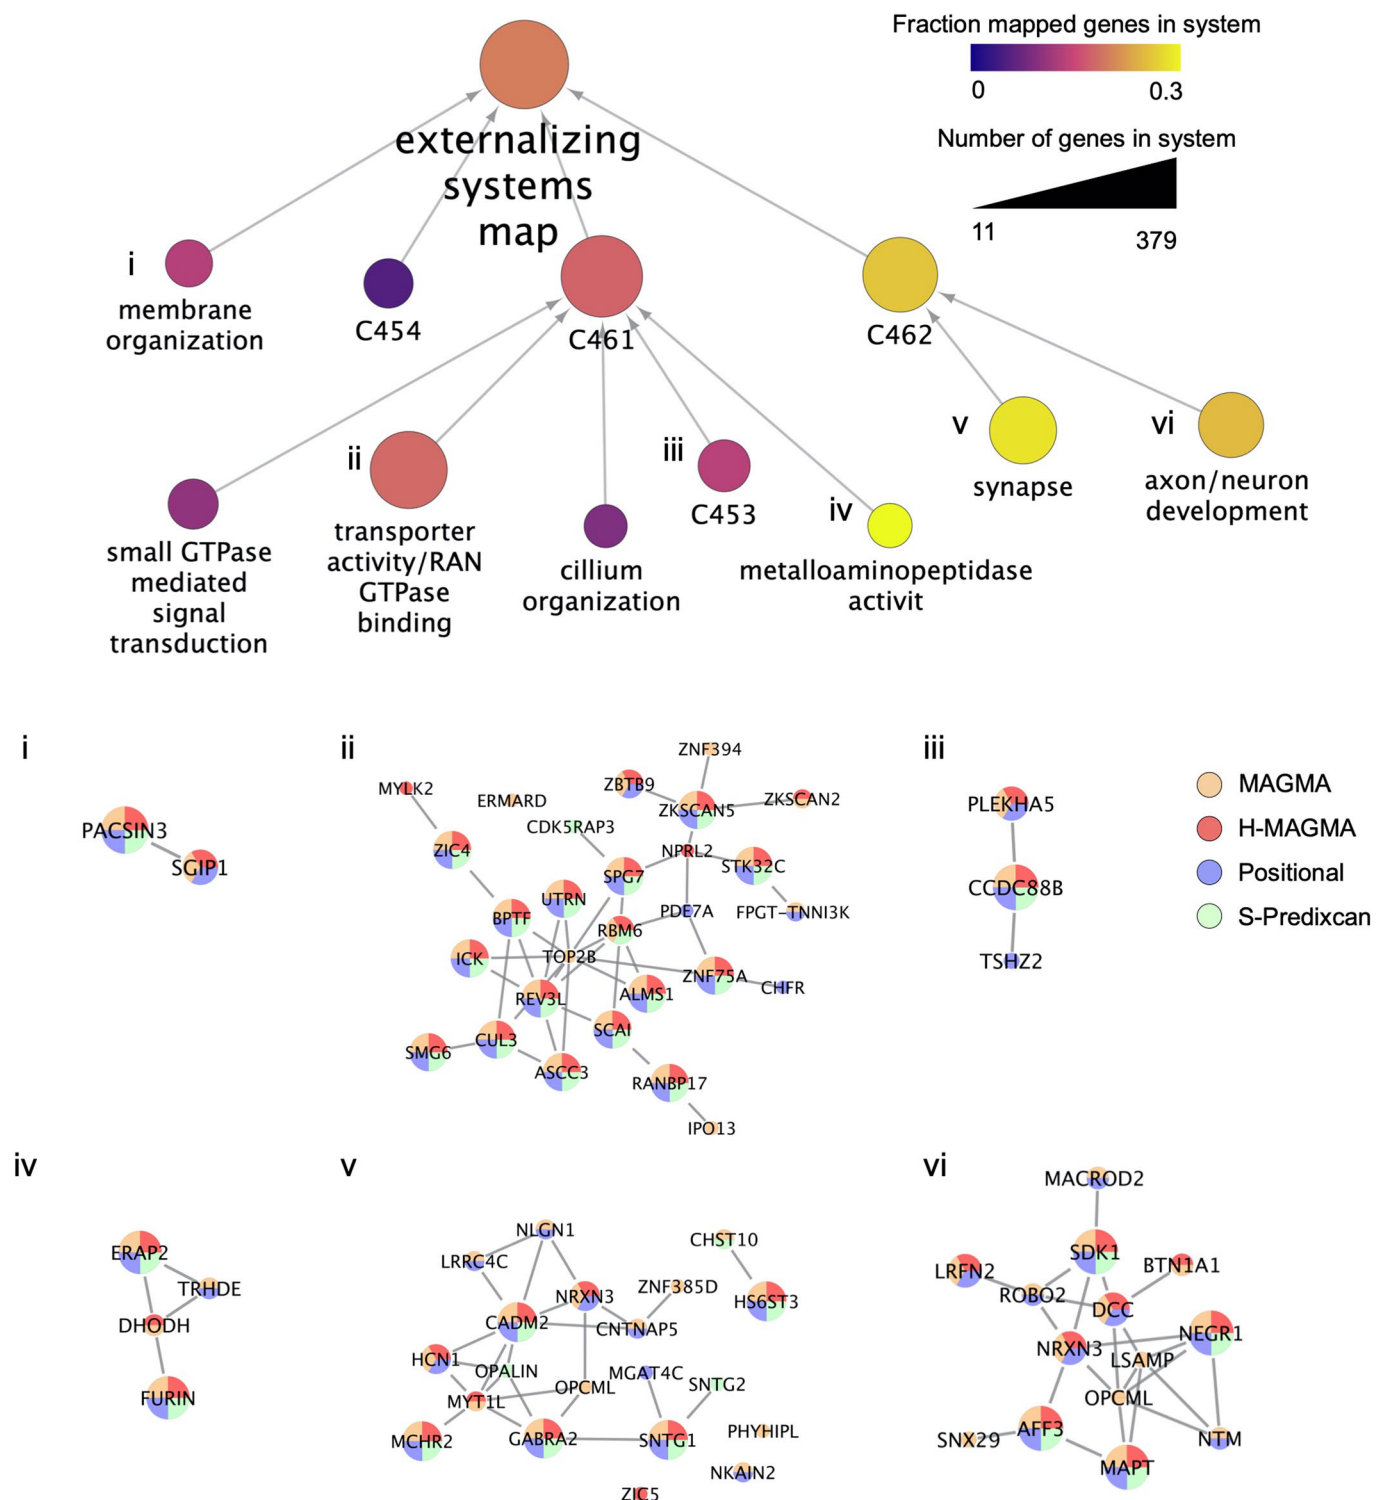 Fraction mapped genes in system
0
0.3
Number of genes in system
11
379
externalizing
systems
map
i
membrane
organization
C454
C461
C462
small GTPase
mediated
signal
transduction
ii
transporter
activity/RAN
GTPase
binding
cillium
organization
iii
C453
iv
metalloaminopeptidase
activit
v
synapse
vi
axon/neuron
development
i
PACSIN3
SGIP1
ii
ZNF394
MYLK2
ERMARD
ZBTB9
ZKSCAN5
ZKSCAN2
CDK5RAP3
ZIC4
NPRL2
STK32C
SPG7
UTRN
BPTF
PDE7A
FPGT-TNNI3K
RBM6
ICK
TOP2B
ZNF75A
CHFR
REV3L
ALMS1
SCAI
CUL3
SMG6
ASCC3
RANBP17
IPO13
iii
PLEKHA5
CCDC88B
TSHZ2
MAGMA
H-MAGMA
Positional
S-Predixcan
iv
ERAP2
TRHDE
DHODH
FURIN
v
NLGN1
LRRC4C
CHST10
NRXN3
ZNF385D
HS6ST3
CADM2
CNTNAP5
HCN1
OPALIN
MGAT4C
OPCML
SNTG2
MYT1L
MCHR2
GABRA2
SNTG1
PHYHIPL
NKAIN2
ZIC5
vi
MACROD2
SDK1
LRFN2
BTN1A1
ROBO2
DCC
NEGR1
NRXN3
LSAMP
OPCML
SNX29
AFF3
NTM
MAPT